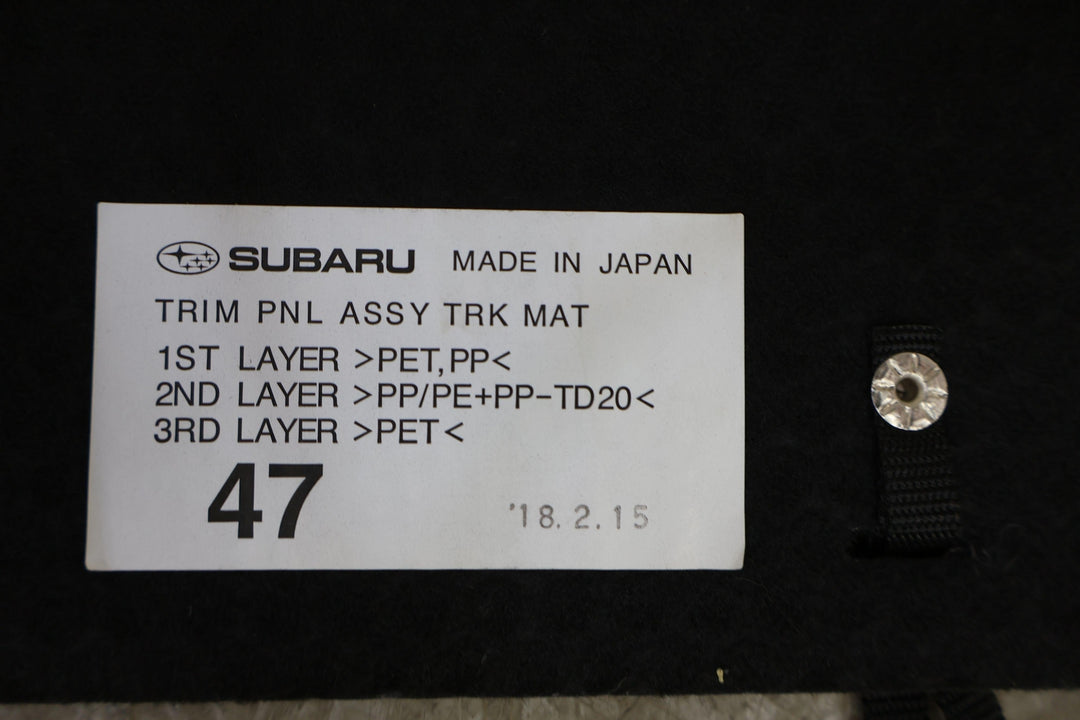 SUBARU MADE IN JAPAN
TRIM PNL ASSY TRK MAT
1ST LAYER >PET,PP<
2ND LAYER >PP/PE+PP-TD20<
3RD LAYER >PET<
47
'18. 2. 15